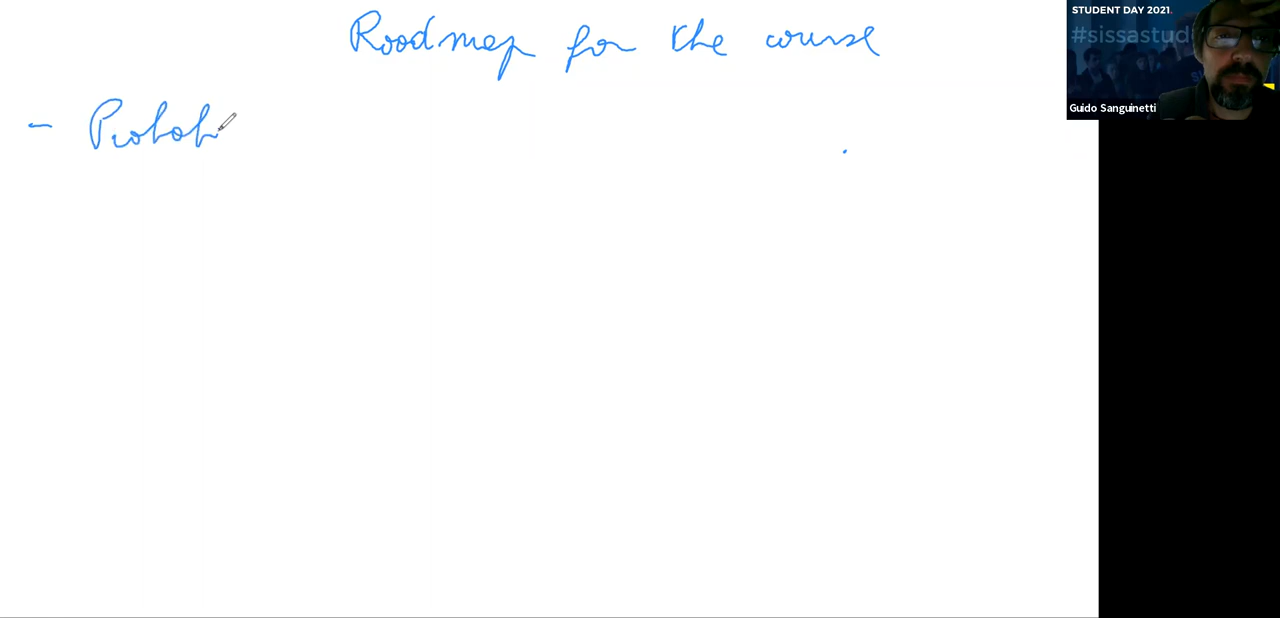 Roadmap for the course
- Probab
STUDENT DAY 2021.
#sissastud
Guido Sanguinetti